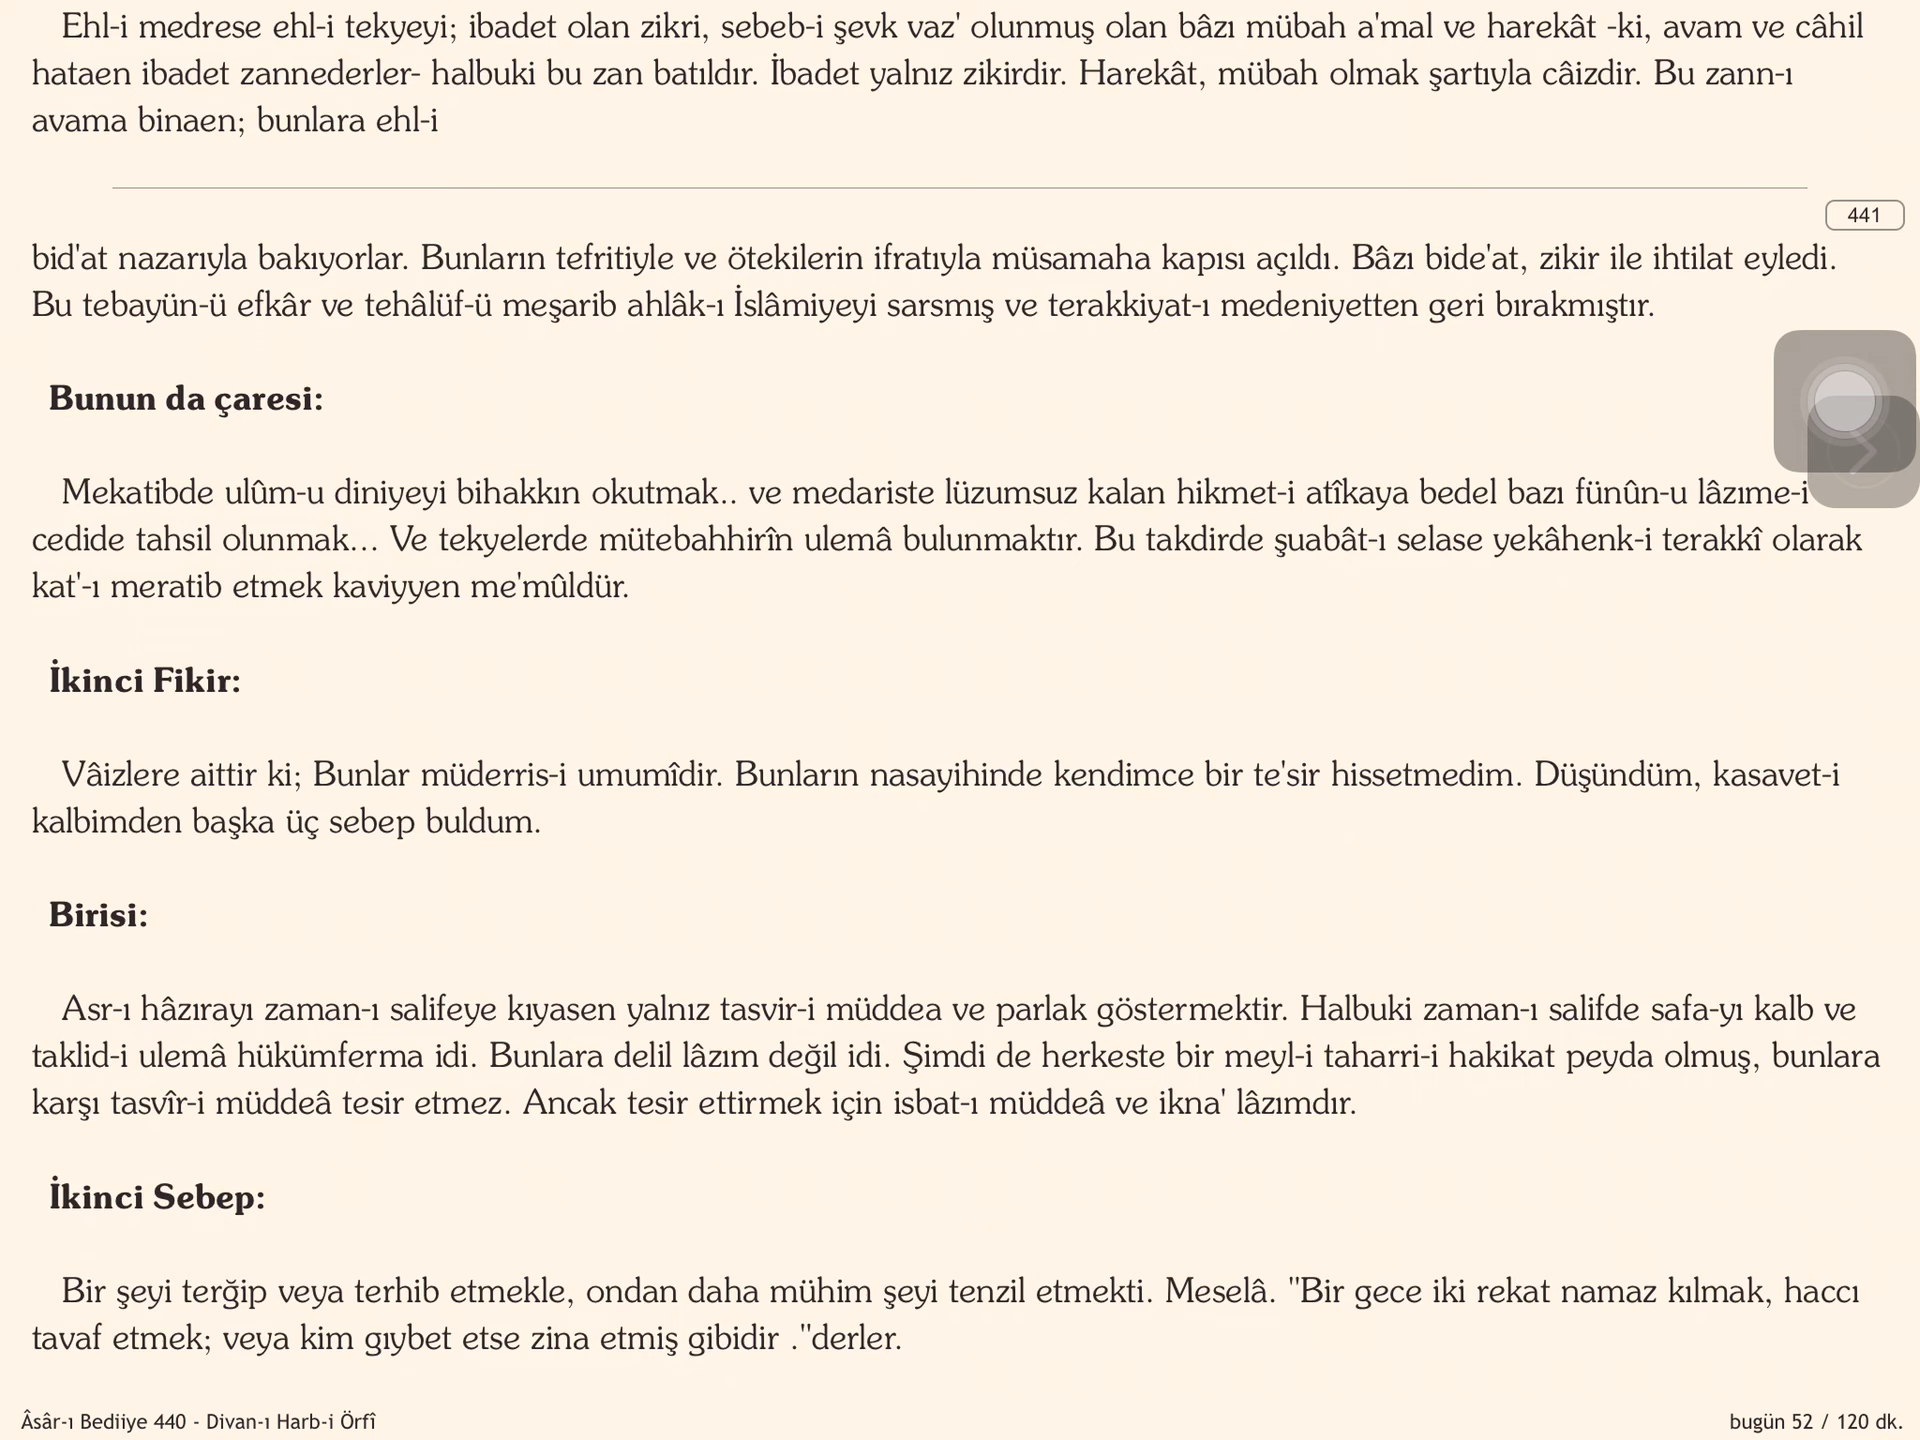 Ehl-i medrese ehl-i tekyeyi; ibadet olan zikri, sebeb-i şevk vaz' olunmuş olan bâzı mübah a'mal ve harekât -ki, avam ve câhil
hataen ibadet zannederler- halbuki bu zan batıldır. İbadet yalnız zikirdir. Harekât, mübah olmak şartıyla câizdir. Bu zann-ı
avama binaen; bunlara ehl-i
441
bid'at nazarıyla bakıyorlar. Bunların tefritiyle ve ötekilerin ifratıyla müsamaha kapısı açıldı. Bâzı bide'at, zikir ile ihtilat eyledi.
Bu tebayün-ü efkâr ve tehâlüf-ü meşarib ahlâk-ı İslâmiyeyi sarsmış ve terakkiyat-ı medeniyetten geri bırakmıştır.
Bunun da çaresi:
Mekatibde ulûm-u diniyeyi bihakkın okutmak.. ve medariste lüzumsuz kalan hikmet-i atîkaya bedel bazı fünûn-u lâzıme-i
cedide tahsil olunmak... Ve tekyelerde mütebahhirîn ulemâ bulunmaktır. Bu takdirde şuabât-ı selase yekâhenk-i terakkî olarak
kat'-ı meratib etmek kaviyyen me'mûldür.
İkinci Fikir:
Vâizlere aittir ki; Bunlar müderris-i umumîdir. Bunların nasayihinde kendimce bir te'sir hissetmedim. Düşündüm, kasavet-i
kalbimden başka üç sebep buldum.
Birisi:
Asr-ı hâzırayı zaman-ı salifeye kıyasen yalnız tasvir-i müddea ve parlak göstermektir. Halbuki zaman-ı salifde safa-yı kalb ve
taklid-i ulemâ hükümferma idi. Bunlara delil lâzım değil idi. Şimdi de herkeste bir meyl-i taharri-i hakikat peyda olmuş, bunlara
karşı tasvîr-i müddeâ tesir etmez. Ancak tesir ettirmek için isbat-ı müddeâ ve ikna' lâzımdır.
İkinci Sebep:
Bir şeyi terğip veya terhib etmekle, ondan daha mühim şeyi tenzil etmekti. Meselâ. "Bir gece iki rekat namaz kılmak, haccı
tavaf etmek; veya kim gıybet etse zina etmiş gibidir ."derler.
Âsâr-ı Bediiye 440 - Divan-ı Harb-i Örfî
bugün 52 / 120 dk.